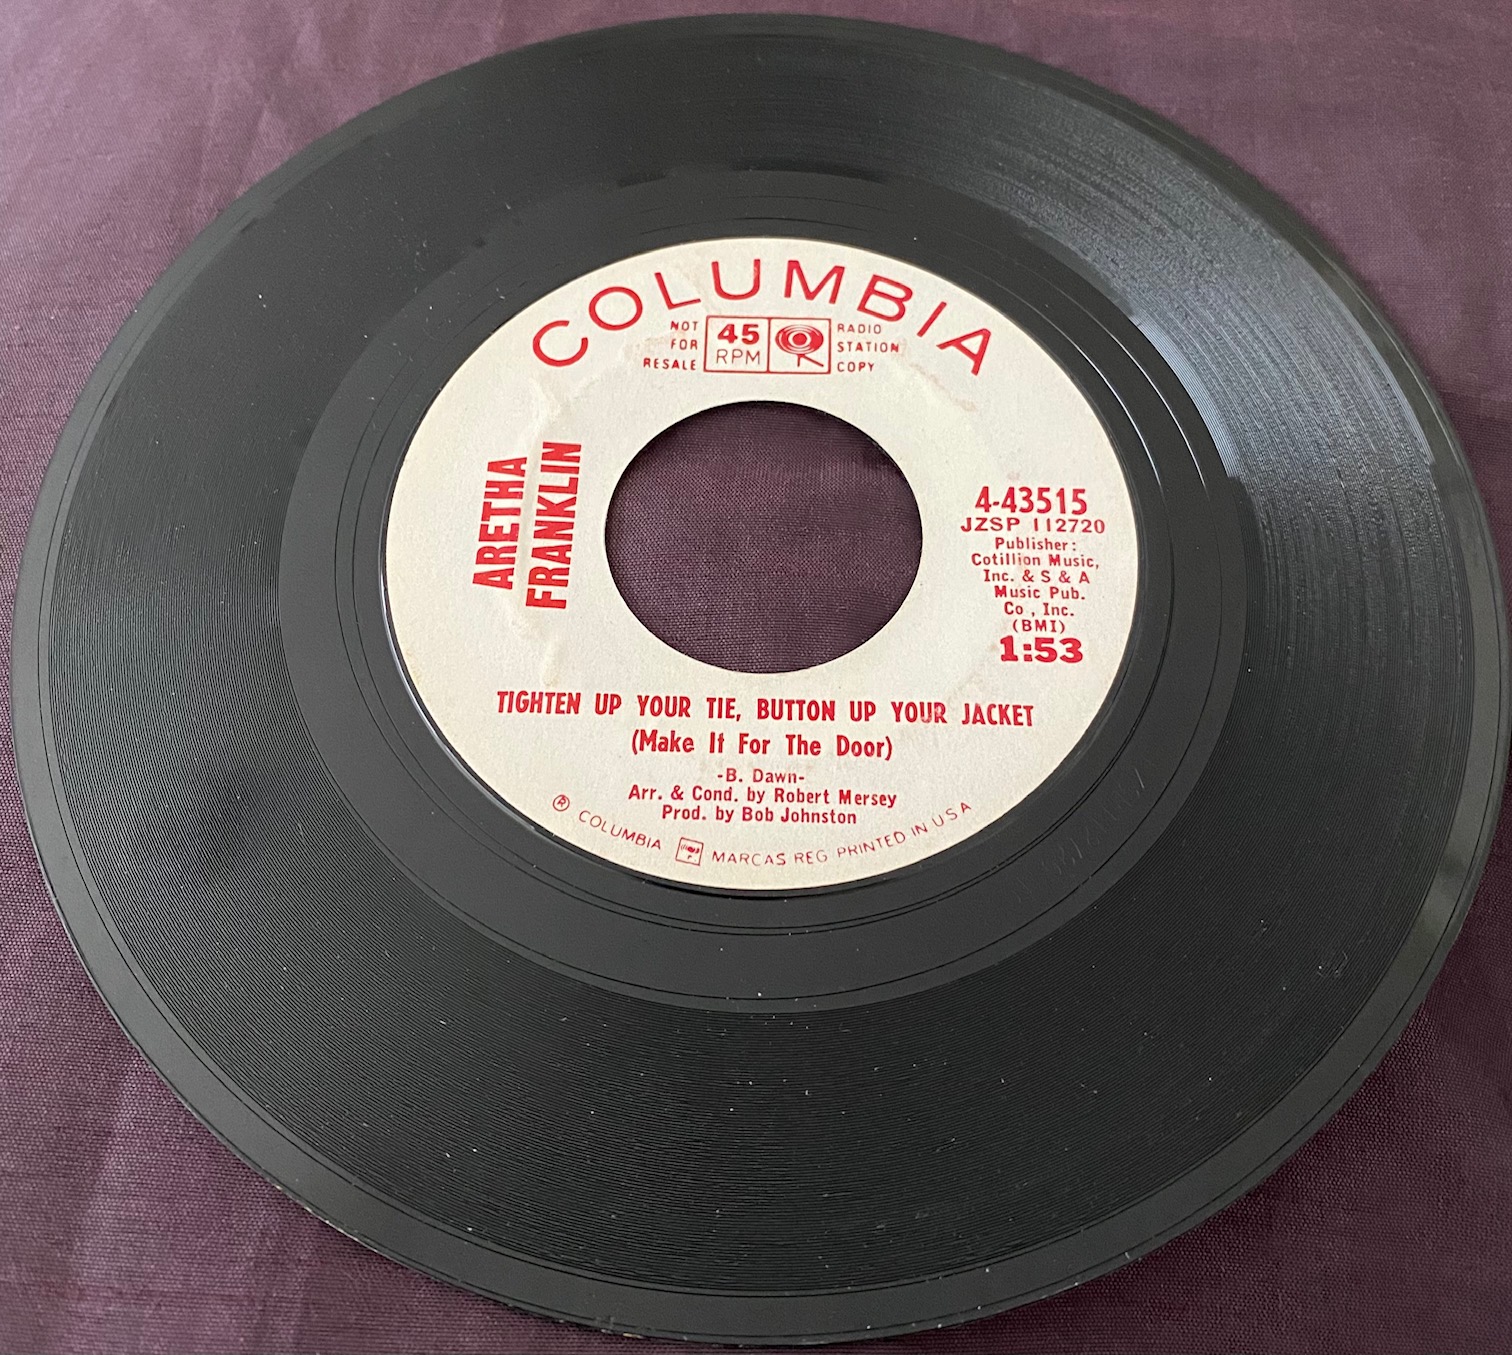 COLUMBIA
NOT
FOR
RESALE
45
RPM
RADIO
STATION
COPY
ARETHA
FRANKLIN
4-43515
JZSP 112720
Publisher:
Cotillion Music,
Inc. & S & A
Music Pub.
Co., Inc.
(BMI)
1:53
TIGHTEN UP YOUR TIE, BUTTON UP YOUR JACKET
(Make It For The Door)
-B. Dawn-
Arr. & Cond. by Robert Mersey
Prod. by Bob Johnston
® COLUMBIA MARCAS REG. PRINTED IN U S A